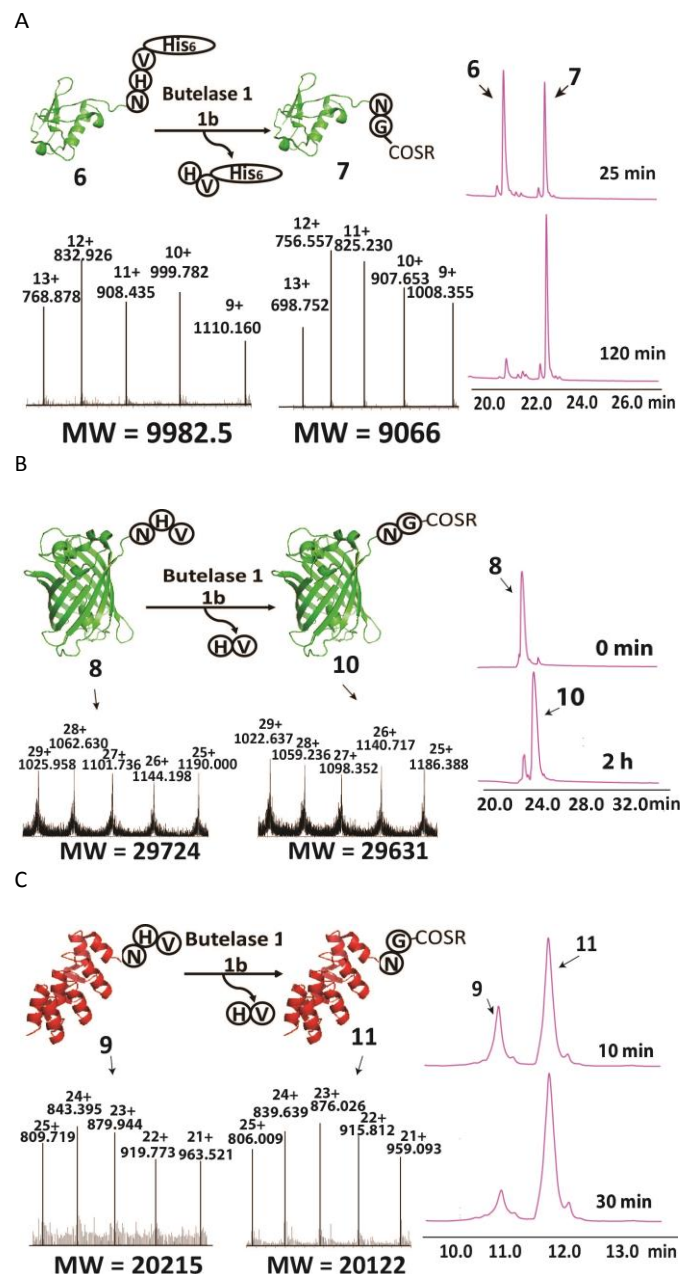 A
His6
V
H
N
Butelase 1
1b
N
G
COSR
H
V
His6
6
7
6
7
25 min
120 min
20.0 22.0 24.0 26.0 min
12+
832.926
11+
908.435
10+
999.782
13+
768.878
9+
1110.160
MW = 9982.5
12+
756.557
11+
825.230
10+
907.653
9+
1008.355
13+
698.752
MW = 9066
B
N H V
Butelase 1
1b
N G -COSR
H V
8
10
8
0 min
10
2 h
20.0 24.0 28.0 32.0min
29+
1025.958
28+
1062.630
27+
1101.736
26+
1144.198
25+
1190.000
MW = 29724
29+
1022.637
28+
1059.236
27+
1098.352
26+
1140.717
25+
1186.388
MW = 29631
C
N H V
Butelase 1
1b
N G -COSR
H V
9
11
9
11
10 min
30 min
10.0 11.0 12.0 13.0 min
25+
809.719
24+
843.395
23+
879.944
22+
919.773
21+
963.521
MW = 20215
25+
806.009
24+
839.639
23+
876.026
22+
915.812
21+
959.093
MW = 20122